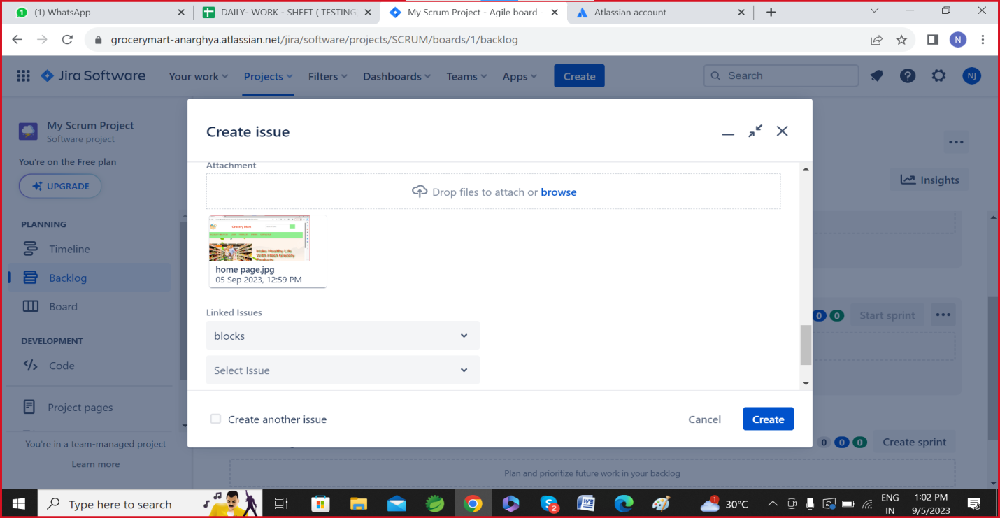 (1) WhatsApp
DAILY- WORK - SHEET ( TESTING
My Scrum Project - Agile board -
Atlassian account
grocerymart-anarghya.atlassian.net/jira/software/projects/SCRUM/boards/1/backlog
N
Jira Software
Your work
Projects
Filters
Dashboards
Teams
Apps
Create
Search
NJ
My Scrum Project
Software project
You're on the Free plan
UPGRADE
PLANNING
Timeline
Backlog
Board
DEVELOPMENT
Code
Project pages
You're in a team-managed project
Learn more
Insights
0 0 Start sprint
0 0 0 Create sprint
Plan and prioritize future work in your backlog
Create issue
Attachment
Drop files to attach or browse
Grocery Mart
Make Healthy Life
With Fresh Grocery
Products
home page.jpg
05 Sep 2023, 12:59 PM
Linked Issues
blocks
Select Issue
Create another issue
Cancel
Create
Type here to search
2
1
30°C
ENG
IN
1:02 PM
9/5/2023